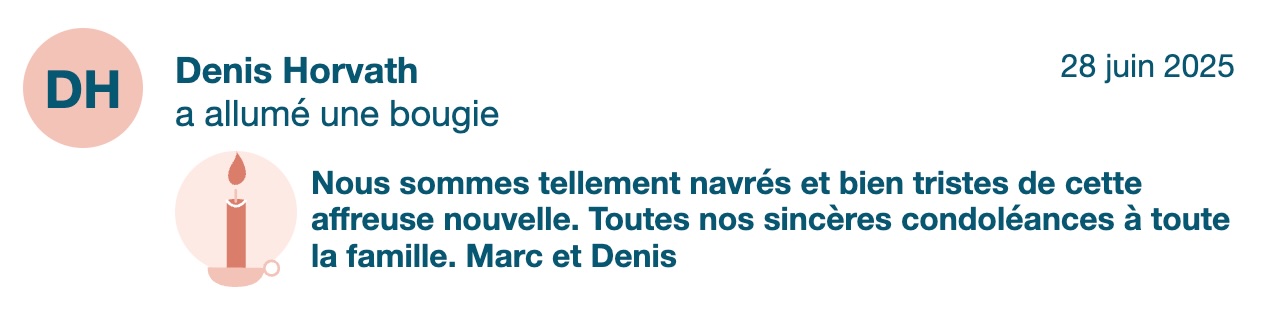 DH
Denis Horvath
28 juin 2025
a allumé une bougie
Nous sommes tellement navrés et bien tristes de cette
affreuse nouvelle. Toutes nos sincères condoléances à toute
la famille. Marc et Denis